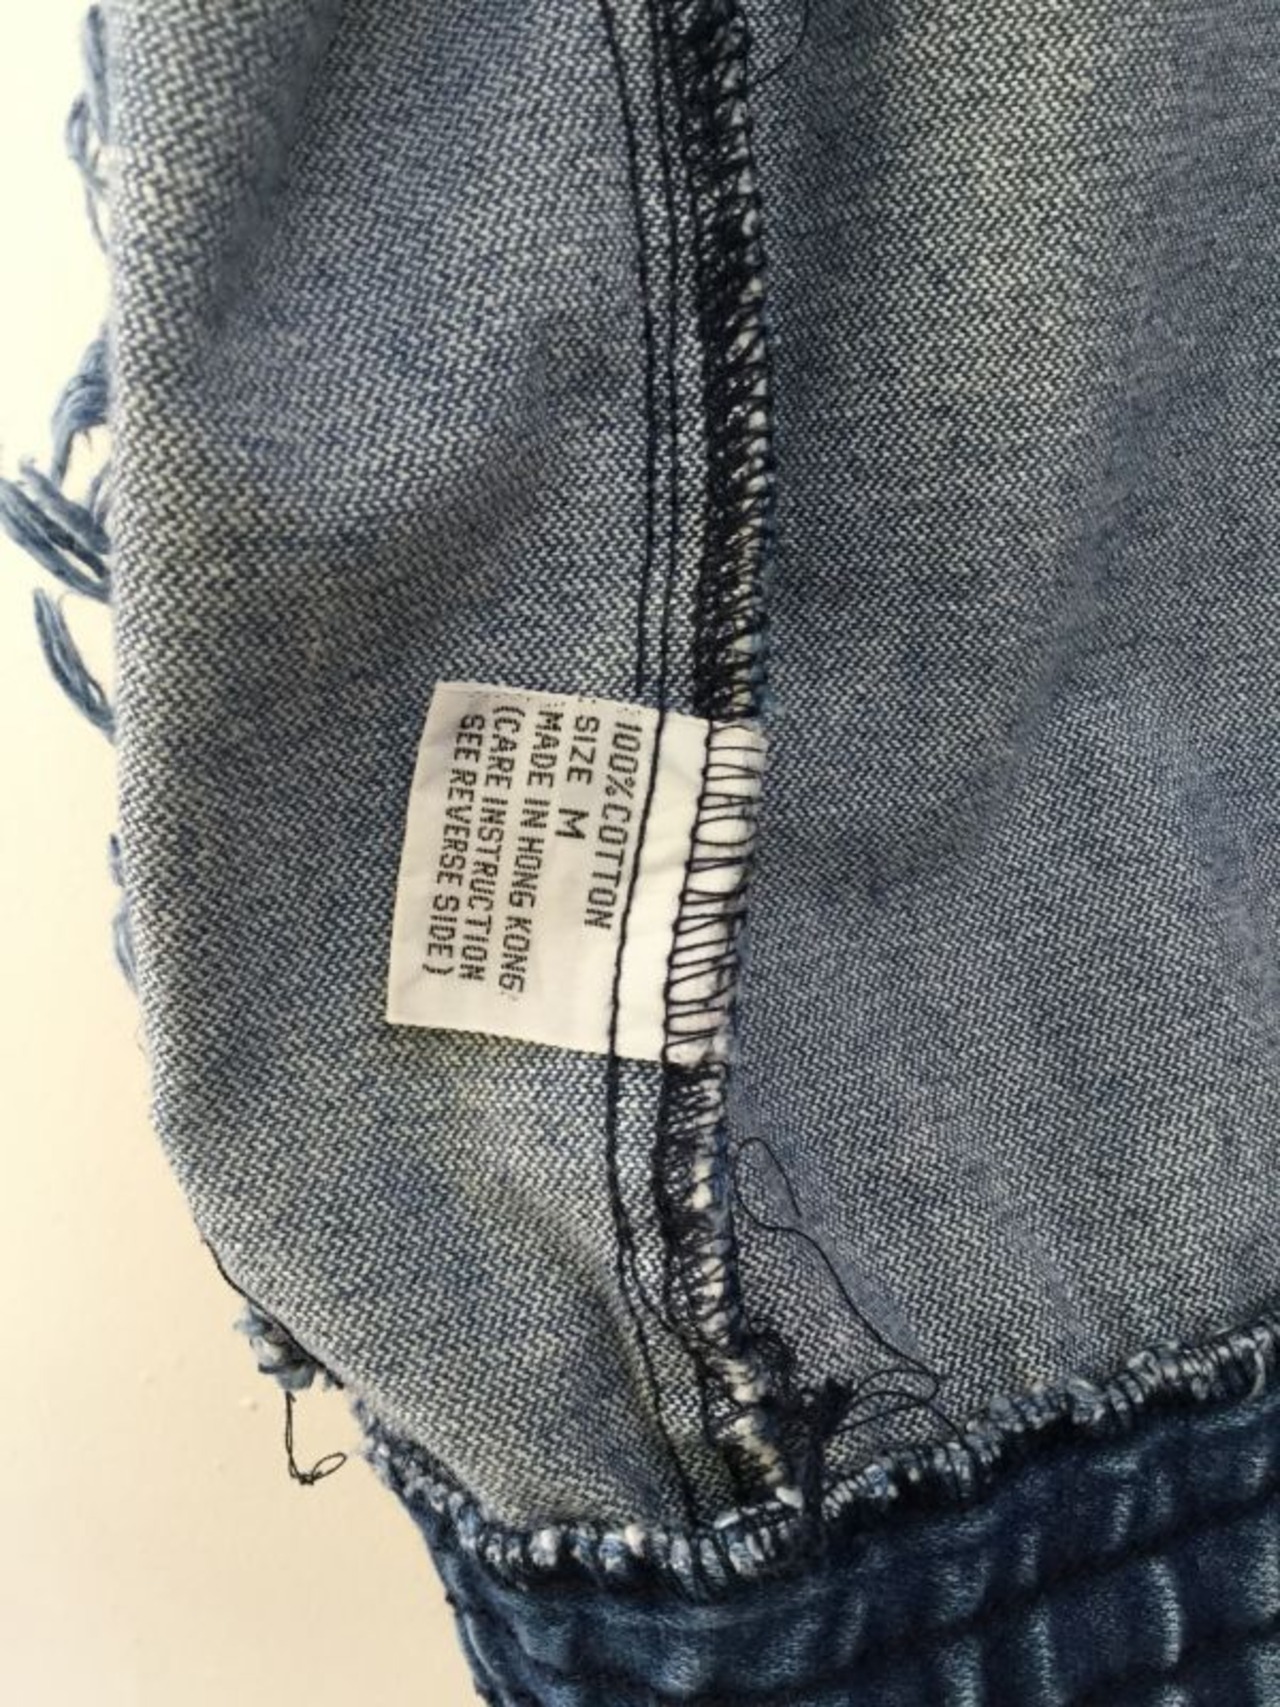 100%COTTON
SIZE M
MADE IN HONG KONG
(CARE INSTRUCTION
SEE REVERSE SIDE)